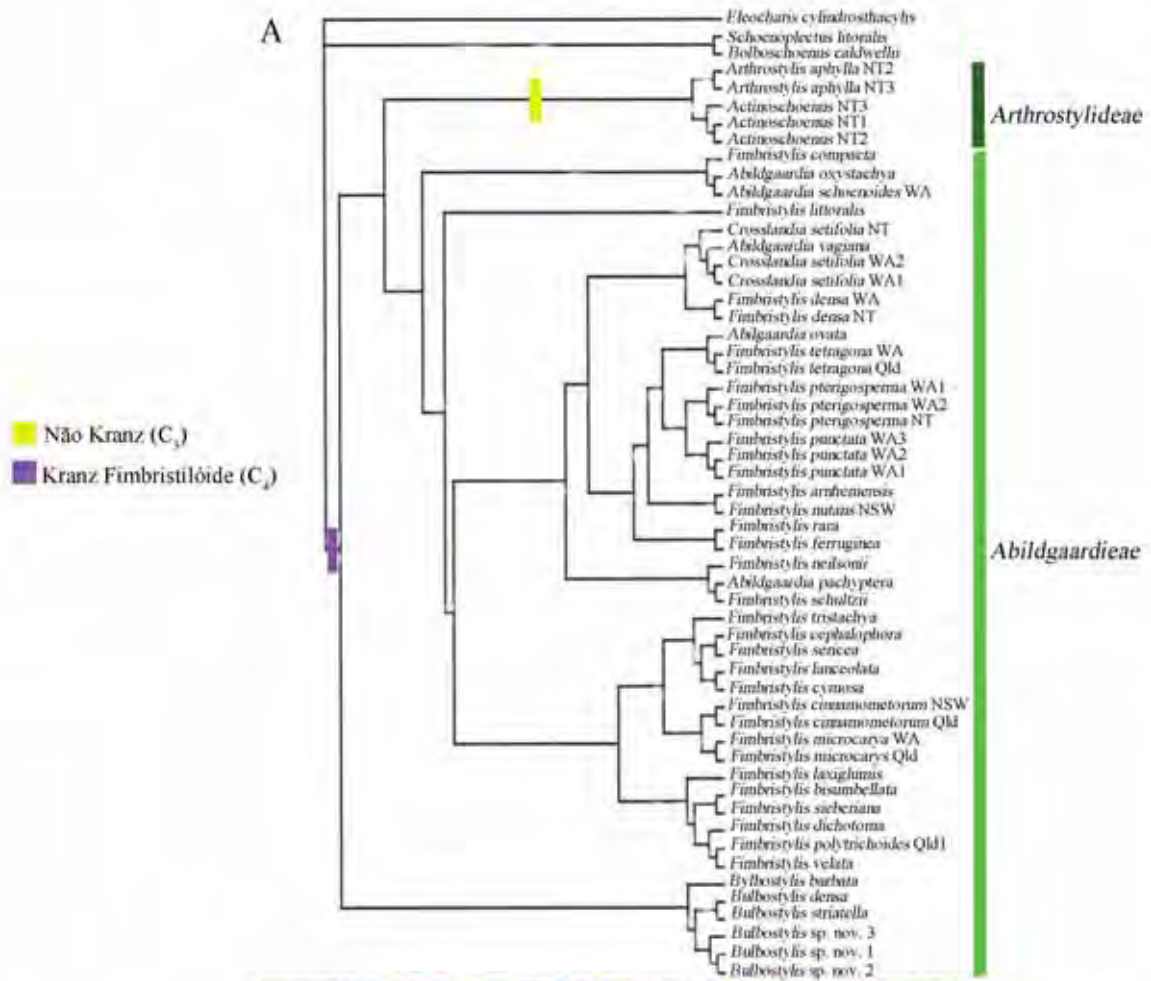 A
Eleocharis cylindrosthacyhs
Schoenoplectus litoralis
Bolboschoenus caldwellii
Arthrostylis aphylla NT2
Arthrostylis aphylla NT3
Actinoschoenus NT3
Actinoschoenus NT1
Actinoschoenus NT2
Arthrostylideae
Fimbristylis compacta
Abildgaardia oxystachya
Abildgaardia schoenoides WA
Fimbristylis littoralis
Crosslandia setifolia NT
Abildgaardia vaginata
Crosslandia setifolia WA2
Crosslandia setifolia WA1
Fimbristylis densa WA
Fimbristylis densa NT
Abilgaardia ovata
Fimbristylis tetragona WA
Fimbristylis tetragona Qld
Fimbristylis pterigosperma WA1
Fimbristylis pterigosperma WA2
Fimbristylis pterigosperma NT
Fimbristylis punctata WA3
Fimbristylis punctata WA2
Fimbristylis punctata WA1
Fimbristylis arnhemensis
Fimbristylis nutans NSW
Fimbristylis rara
Fimbristylis ferruginea
Fimbristylis neilsonii
Abildgaardia pachyptera
Fimbristylis schultzii
Fimbristylis tristachya
Fimbristylis cephalophora
Fimbristylis sericea
Fimbristylis lanceolata
Fimbristylis cymosa
Fimbristylis cinnamometorum NSW
Fimbristylis cinnamometorum Qld
Fimbristylis microcarya WA
Fimbristylis microcarys Qld
Fimbristylis laxiglumis
Fimbristylis bisumbellata
Fimbristylis sieberiana
Fimbristylis dichotoma
Fimbristylis polytrichoides Qld1
Fimbristylis velata
Bylbostylis barbata
Bulbostylis densa
Bulbostylis striatella
Bulbostylis sp. nov. 3
Bulbostylis sp. nov. 1
Bulbostylis sp. nov. 2
Abildgaardieae
Não Kranz (C₃)
Kranz Fimbristilóide (C₄)